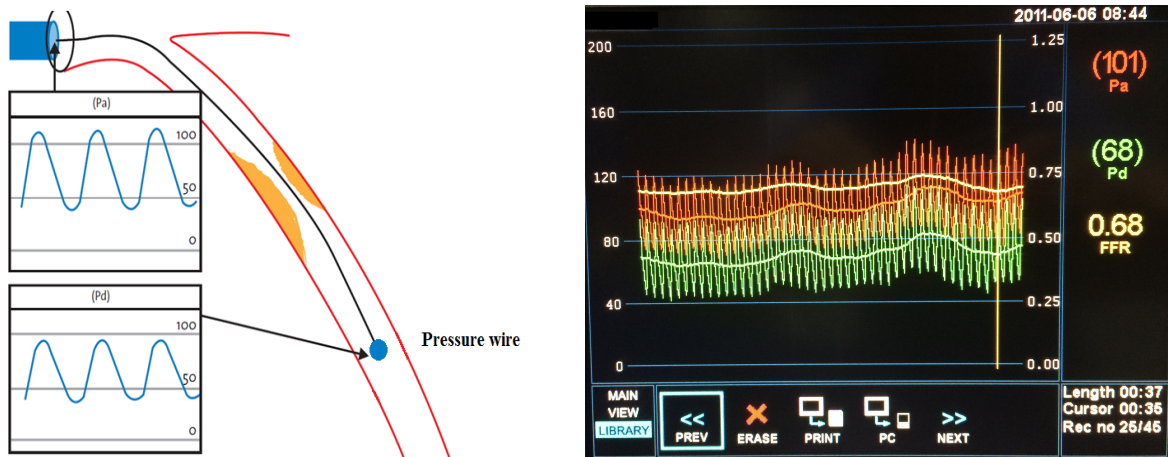 (Pa)
100
50
0
(Pd)
100
50
0
Pressure wire
2011-06-06 08:44
200
160
120
80
40
0
1.25
1.00
0.75
0.50
0.25
0.00
(101)
Pa
(68)
Pd
0.68
FFR
MAIN
VIEW
LIBRARY
<<
PREV
ERASE
PRINT
PC
>>
NEXT
Length 00:37
Cursor 00:35
Rec no 25/45